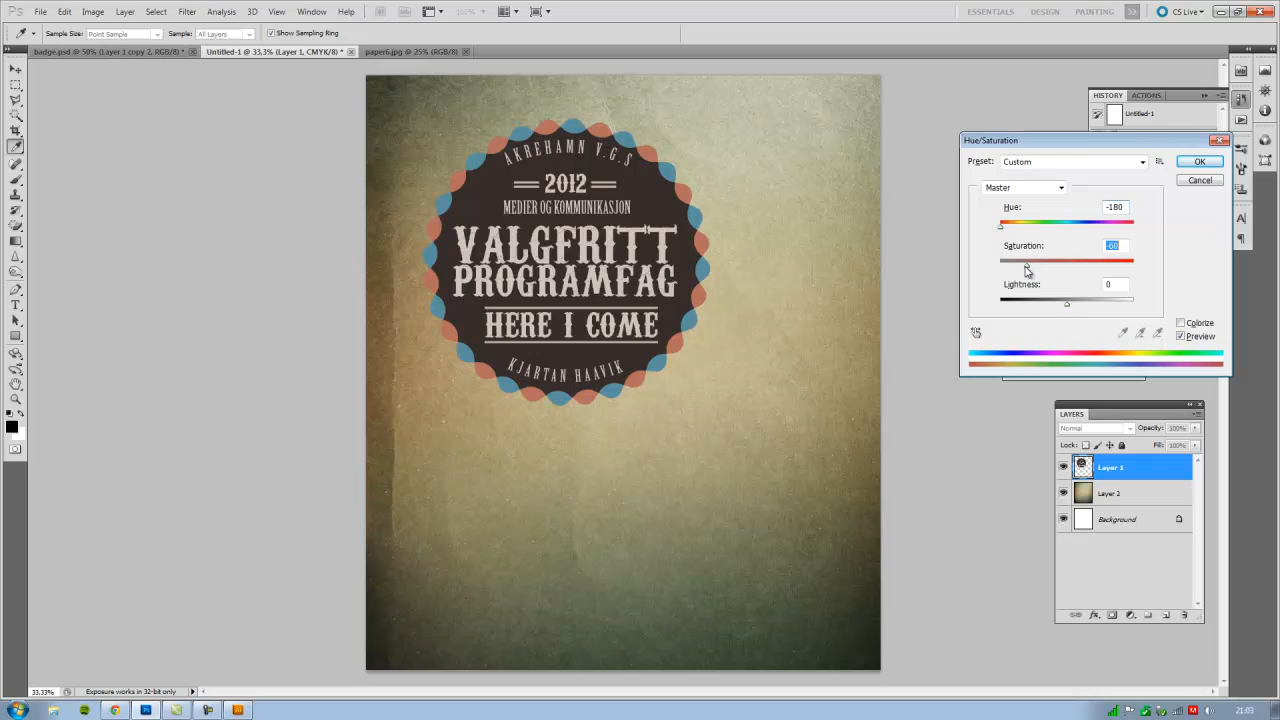 Ps File Edit Image Layer Select Filter Analysis 3D View Window Help 100% ESSENTIALS DESIGN PAINTING >> CS Live
Sample Size: Point Sample Sample: All Layers Show Sampling Ring
badge.psd @ 50% (Layer 1 copy 2, RGB/8) * Untitled-1 @ 33,3% (Layer 1, CMYK/8) * paper6.jpg @ 25% (RGB/8)
HISTORY ACTIONS
Untitled-1
Hue/Saturation
Preset: Custom OK
Cancel
Master
Hue: -180
Saturation: -60
Lightness: 0
Colorize
Preview
AKREHAMN V.G.S
2012
MEDIER OG KOMMUNIKASJON
VALGFRITT
PROGRAMFAG
HERE I COME
KJARTAN HAAVIK
LAYERS
Normal Opacity: 100%
Lock: Fill: 100%
Layer 1
Layer 2
Background
33,33% Exposure works in 32-bit only
21:03